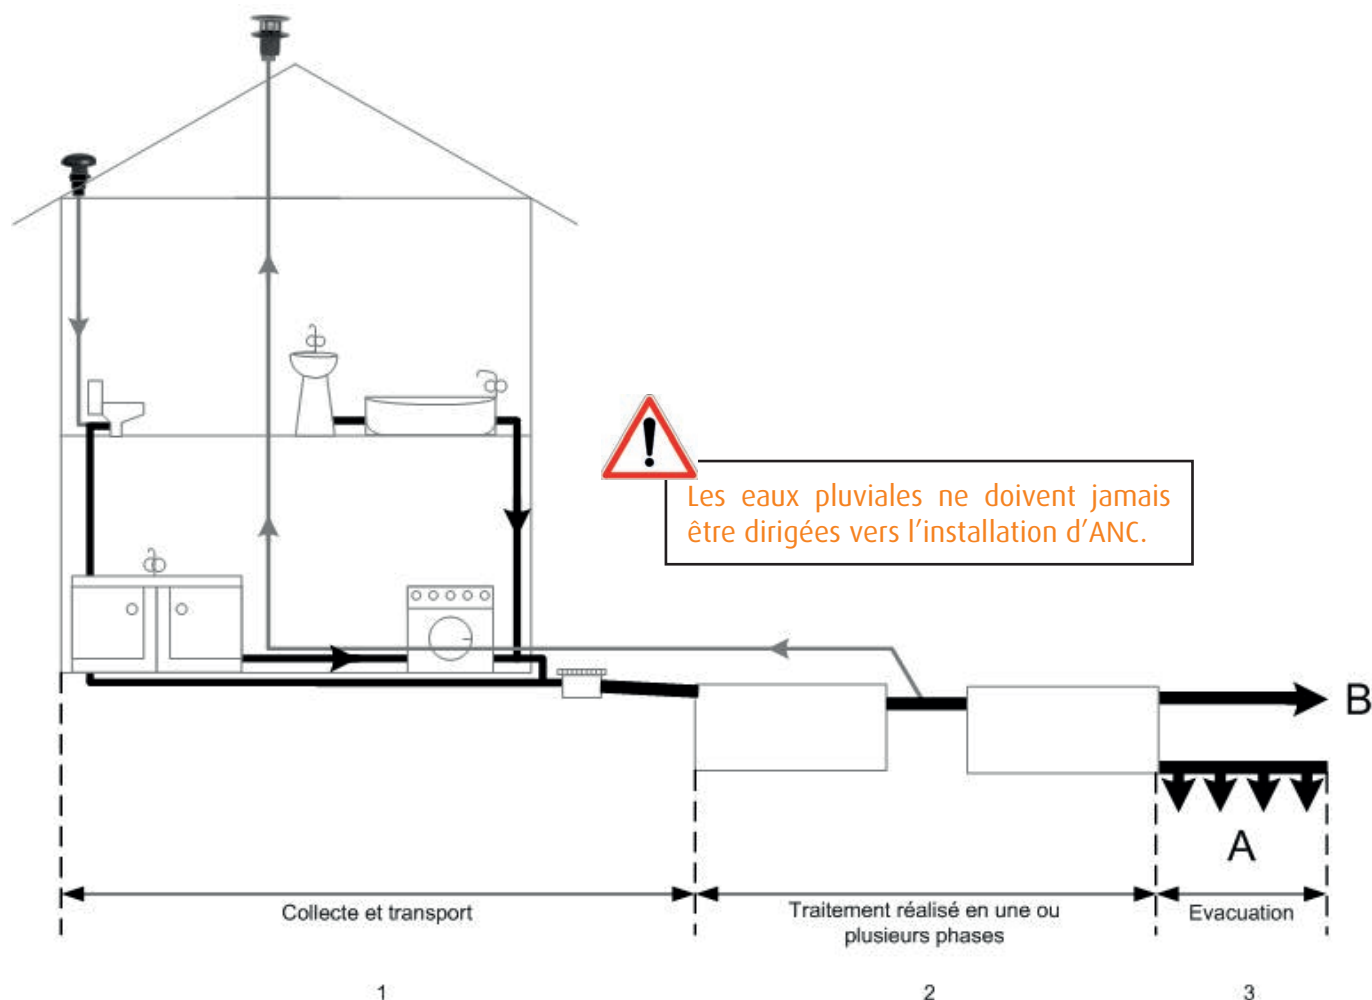 Les eaux pluviales ne doivent jamais
être dirigées vers l’installation d’ANC.
B
A
Collecte et transport
Traitement réalisé en une ou
plusieurs phases
Evacuation
1
2
3